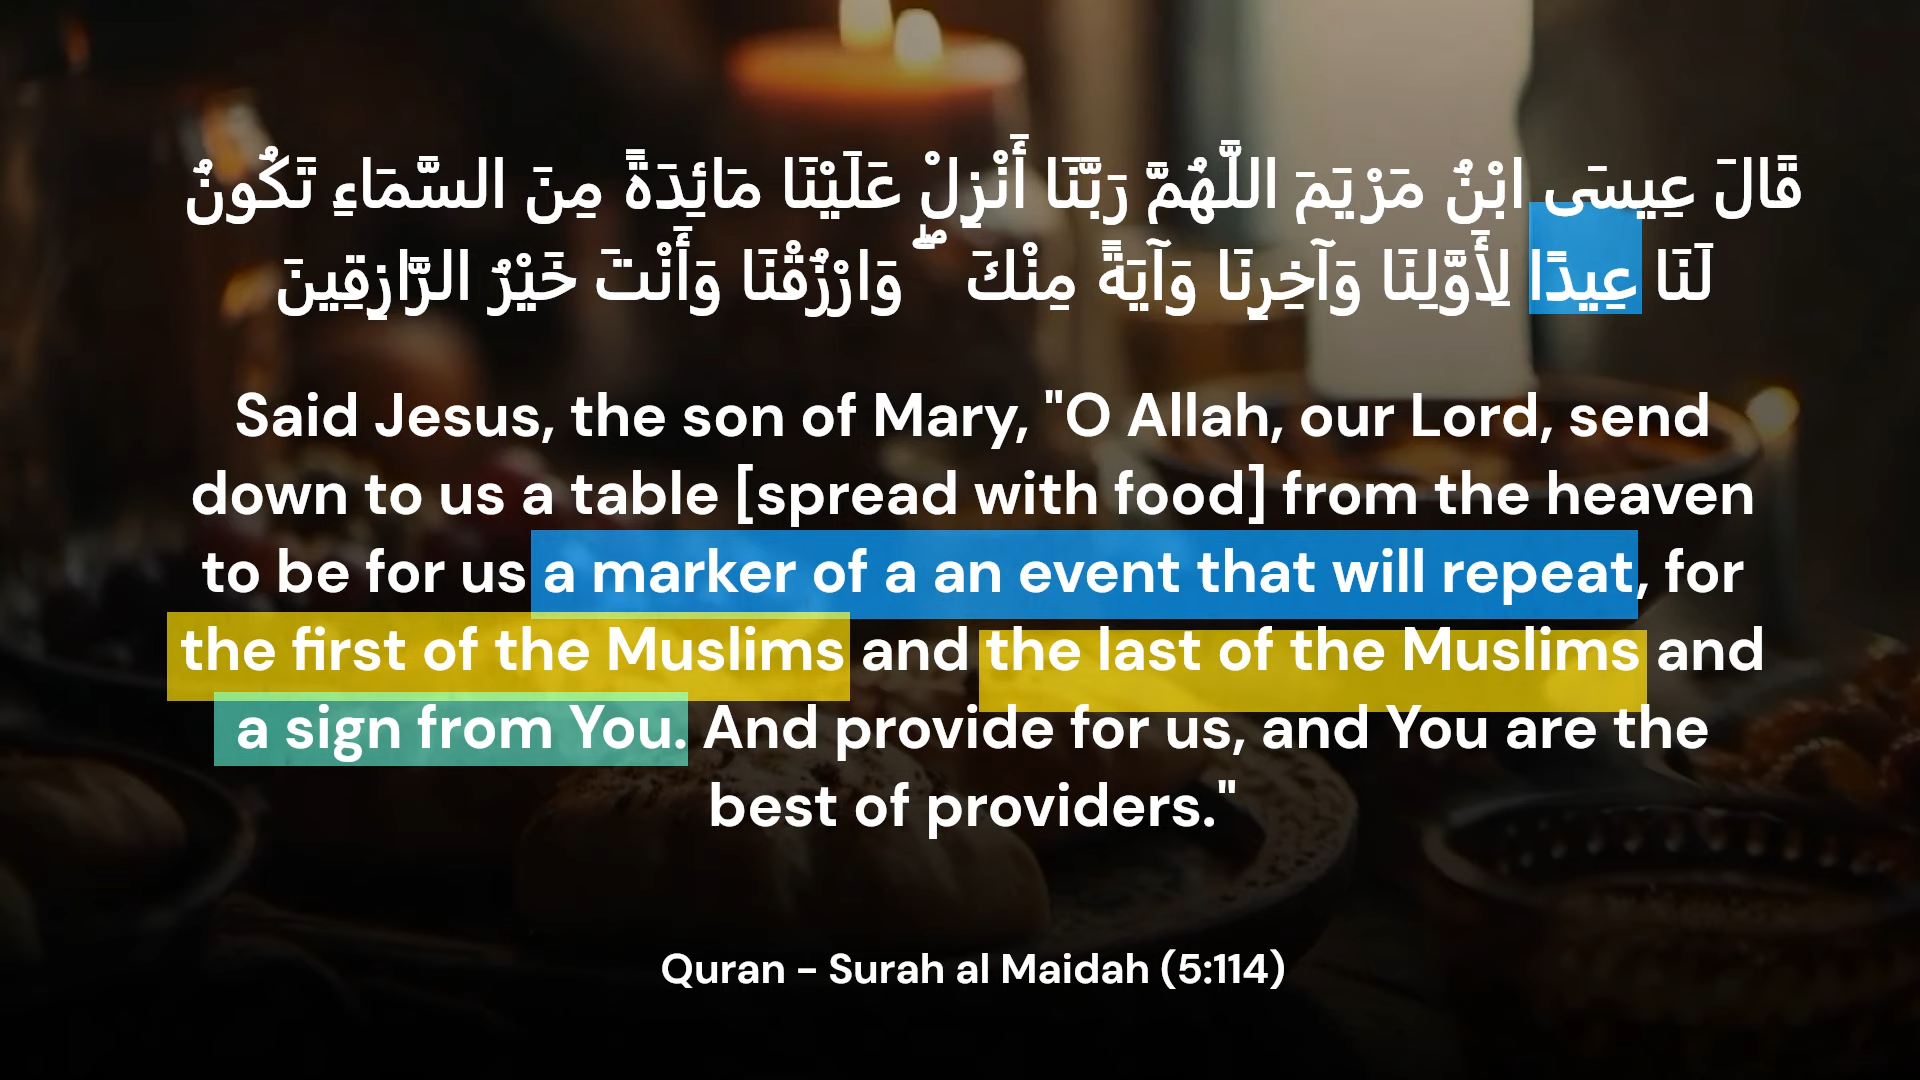 قَالَ عِيسَى ابْنُ مَرْيَمَ اللَّهُمَّ رَبَّنَا أَنْزِلْ عَلَيْنَا مَائِدَةً مِنَ السَّمَاءِ تَكُونُ
لَنَا عِيدًا لِأَوَّلِنَا وَآخِرِنَا وَآيَةً مِنْكَ ۖ وَارْزُقْنَا وَأَنْتَ خَيْرُ الرَّازِقِينَ
Said Jesus, the son of Mary, "O Allah, our Lord, send
down to us a table [spread with food] from the heaven
to be for us a marker of a an event that will repeat, for
the first of the Muslims and the last of the Muslims and
a sign from You. And provide for us, and You are the
best of providers."
Quran - Surah al Maidah (5:114)